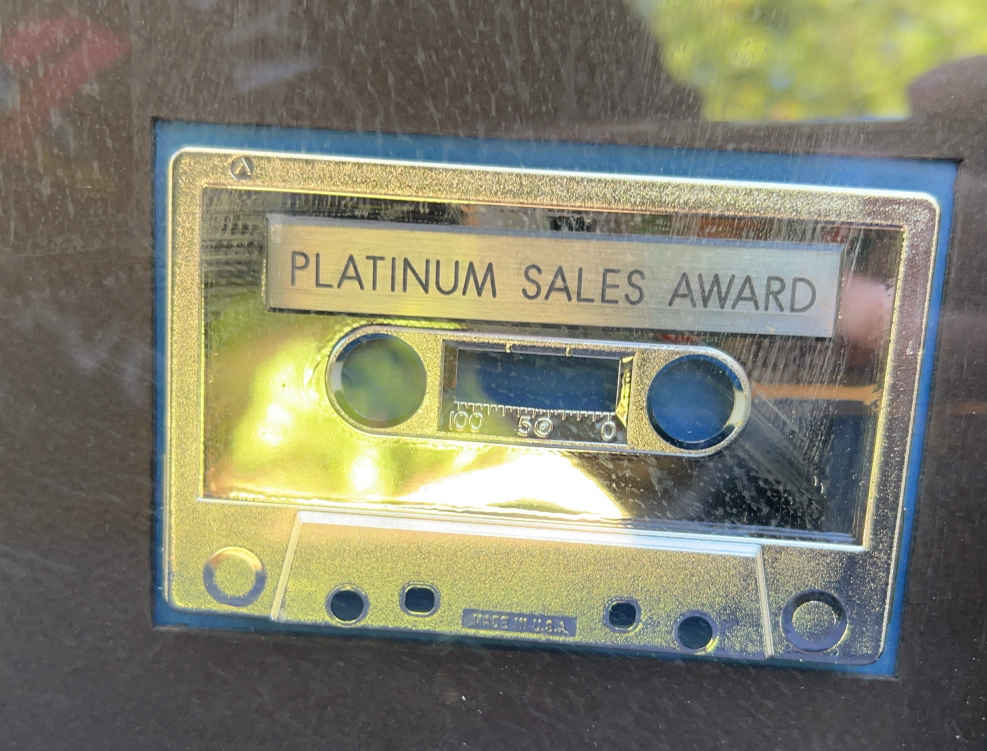 A
PLATINUM SALES AWARD
100 50 0
MADE IN U.S.A.